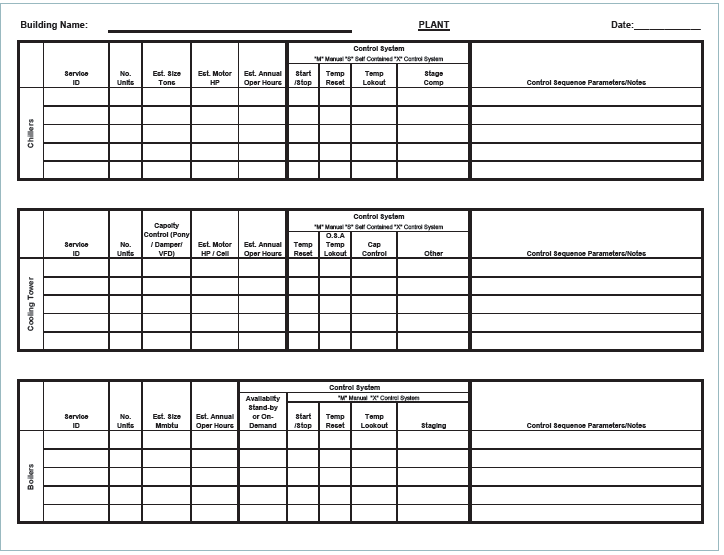 Building Name: PLANT Date:
Control System
"M" Manual "S" Self Contained "X" Control System
Service No. Est. Size Est. Motor Est. Annual Start Temp Temp Stage
ID Units Tons HP Oper Hours /Stop Reset Lokout Comp Control Sequence Parameters/Notes
Chillers
Control System
"M" Manual "S" Self Contained "X" Control System
Capcity O.S.A
Control (Pony Temp
Service No. / Damper/ Est. Motor Est. Annual Temp Lokout Cap
ID Units VFD) HP / Cell Oper Hours Reset Control Other Control Sequence Parameters/Notes
Cooling Tower
Control System
Availablity "M" Manual "X" Control System
Stand-by
Service No. Est. Size Est. Annual or On- Start Temp Temp
ID Units Mmbtu Oper Hours Demand /Stop Reset Lookout Staging Control Sequence Parameters/Notes
Boilers